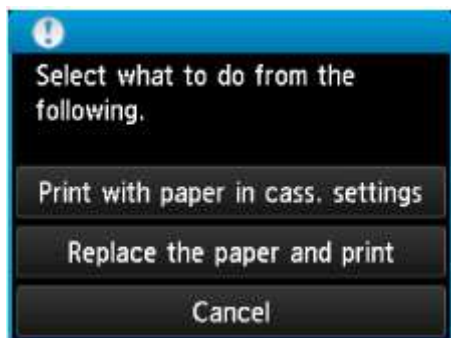 Select what to do from the
following.
Print with paper in cass. settings
Replace the paper and print
Cancel